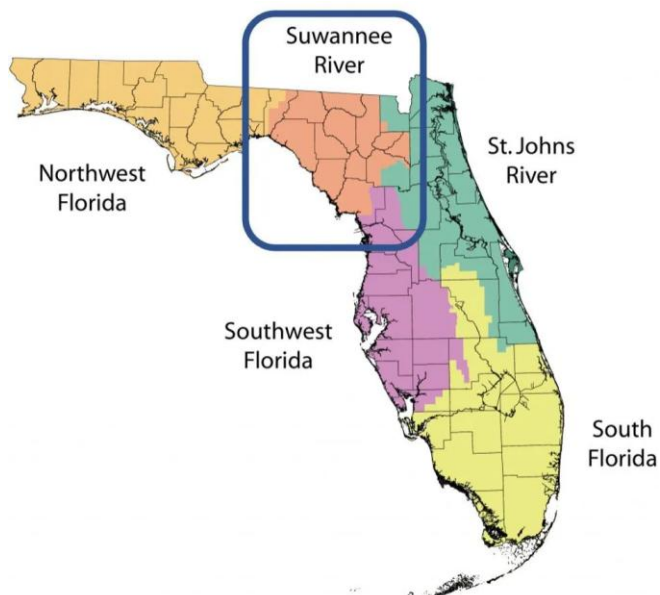 Suwannee
River
St. Johns
River
Northwest
Florida
Southwest
Florida
South
Florida